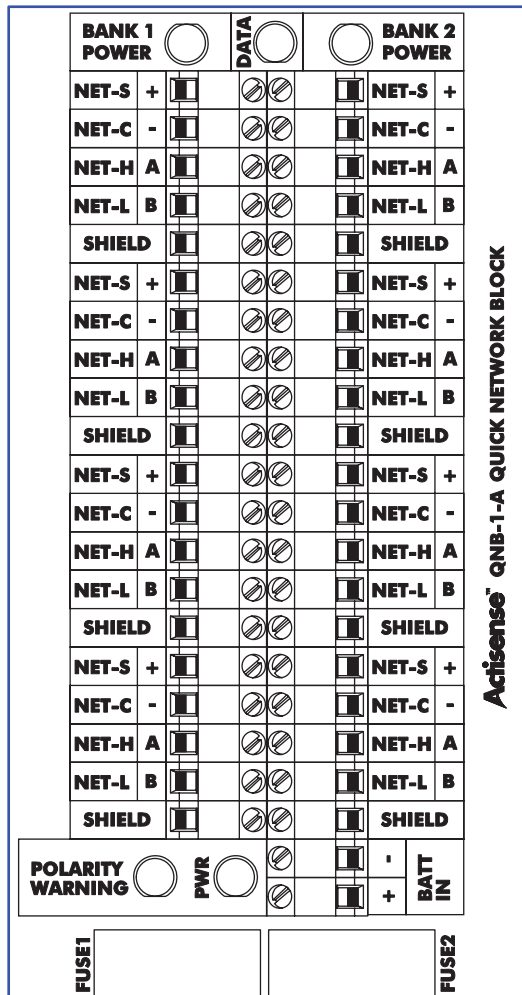 BANK 1 POWER DATA BANK 2 POWER
NET-S + NET-S +
NET-C - NET-C -
NET-H A NET-H A
NET-L B NET-L B
SHIELD SHIELD
NET-S + NET-S +
NET-C - NET-C -
NET-H A NET-H A
NET-L B NET-L B
SHIELD SHIELD
NET-S + NET-S +
NET-C - NET-C -
NET-H A NET-H A
NET-L B NET-L B
SHIELD SHIELD
NET-S + NET-S +
NET-C - NET-C -
NET-H A NET-H A
NET-L B NET-L B
SHIELD SHIELD
POLARITY WARNING PWR - + BATT IN
FUSE1 FUSE2
Actisense™ QNB-1-A QUICK NETWORK BLOCK